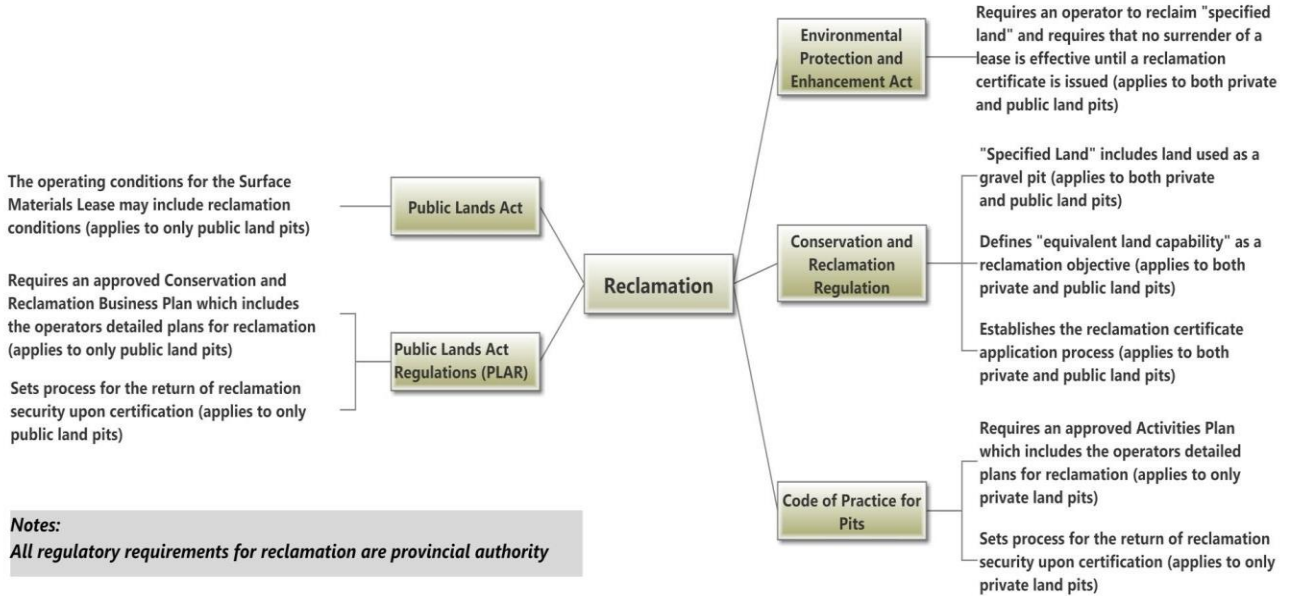 The operating conditions for the Surface
Materials Lease may include reclamation
conditions (applies to only public land pits)
Public Lands Act
Requires an approved Conservation and
Reclamation Business Plan which includes
the operators detailed plans for reclamation
(applies to only public land pits)
Sets process for the return of reclamation
security upon certification (applies to only
public land pits)
Public Lands Act
Regulations (PLAR)
Reclamation
Environmental
Protection and
Enhancement Act
Requires an operator to reclaim "specified
land" and requires that no surrender of a
lease is effective until a reclamation
certificate is issued (applies to both private
and public land pits)
Conservation and
Reclamation
Regulation
"Specified Land" includes land used as a
gravel pit (applies to both private
and public land pits)
Defines "equivalent land capability" as a
reclamation objective (applies to both
private and public land pits)
Establishes the reclamation certificate
application process (applies to both
private and public land pits)
Code of Practice for
Pits
Requires an approved Activities Plan
which includes the operators detailed
plans for reclamation (applies to only
private land pits)
Sets process for the return of reclamation
security upon certification (applies to only
private land pits)
Notes:
All regulatory requirements for reclamation are provincial authority